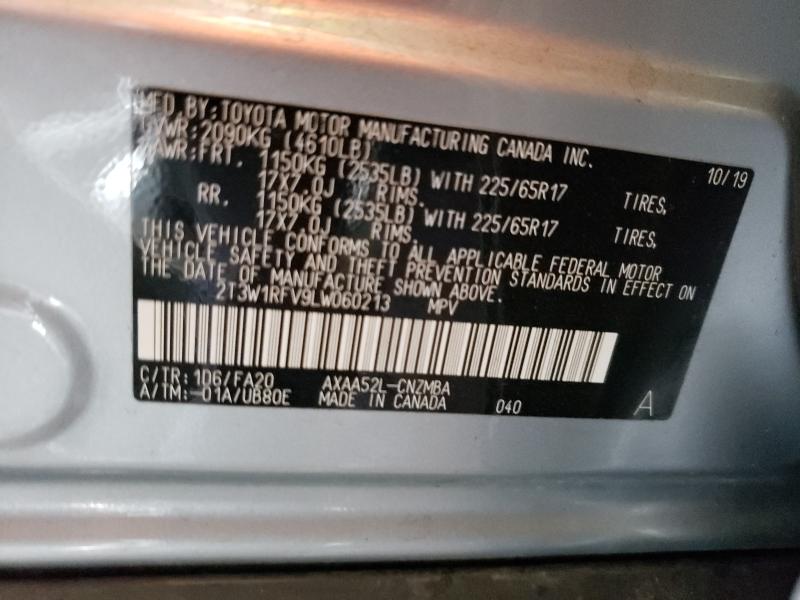 MFD. BY: TOYOTA MOTOR MANUFACTURING CANADA INC. 10/19
GVWR: 2090KG (4610LB)
GAWR: FRT. 1150KG (2535LB) WITH 225/65R17 TIRES,
17X7.0J RIMS.
RR. 1150KG (2535LB) WITH 225/65R17 TIRES,
17X7.0J RIMS.
THIS VEHICLE CONFORMS TO ALL APPLICABLE FEDERAL MOTOR
VEHICLE SAFETY AND THEFT PREVENTION STANDARDS IN EFFECT ON
THE DATE OF MANUFACTURE SHOWN ABOVE.
2T3W1RFV9LW060213 MPV
C/TR: 1D6/FA20 AXAA52L-CNZMBA
A/TM: -01A/UB80E MADE IN CANADA 040 A